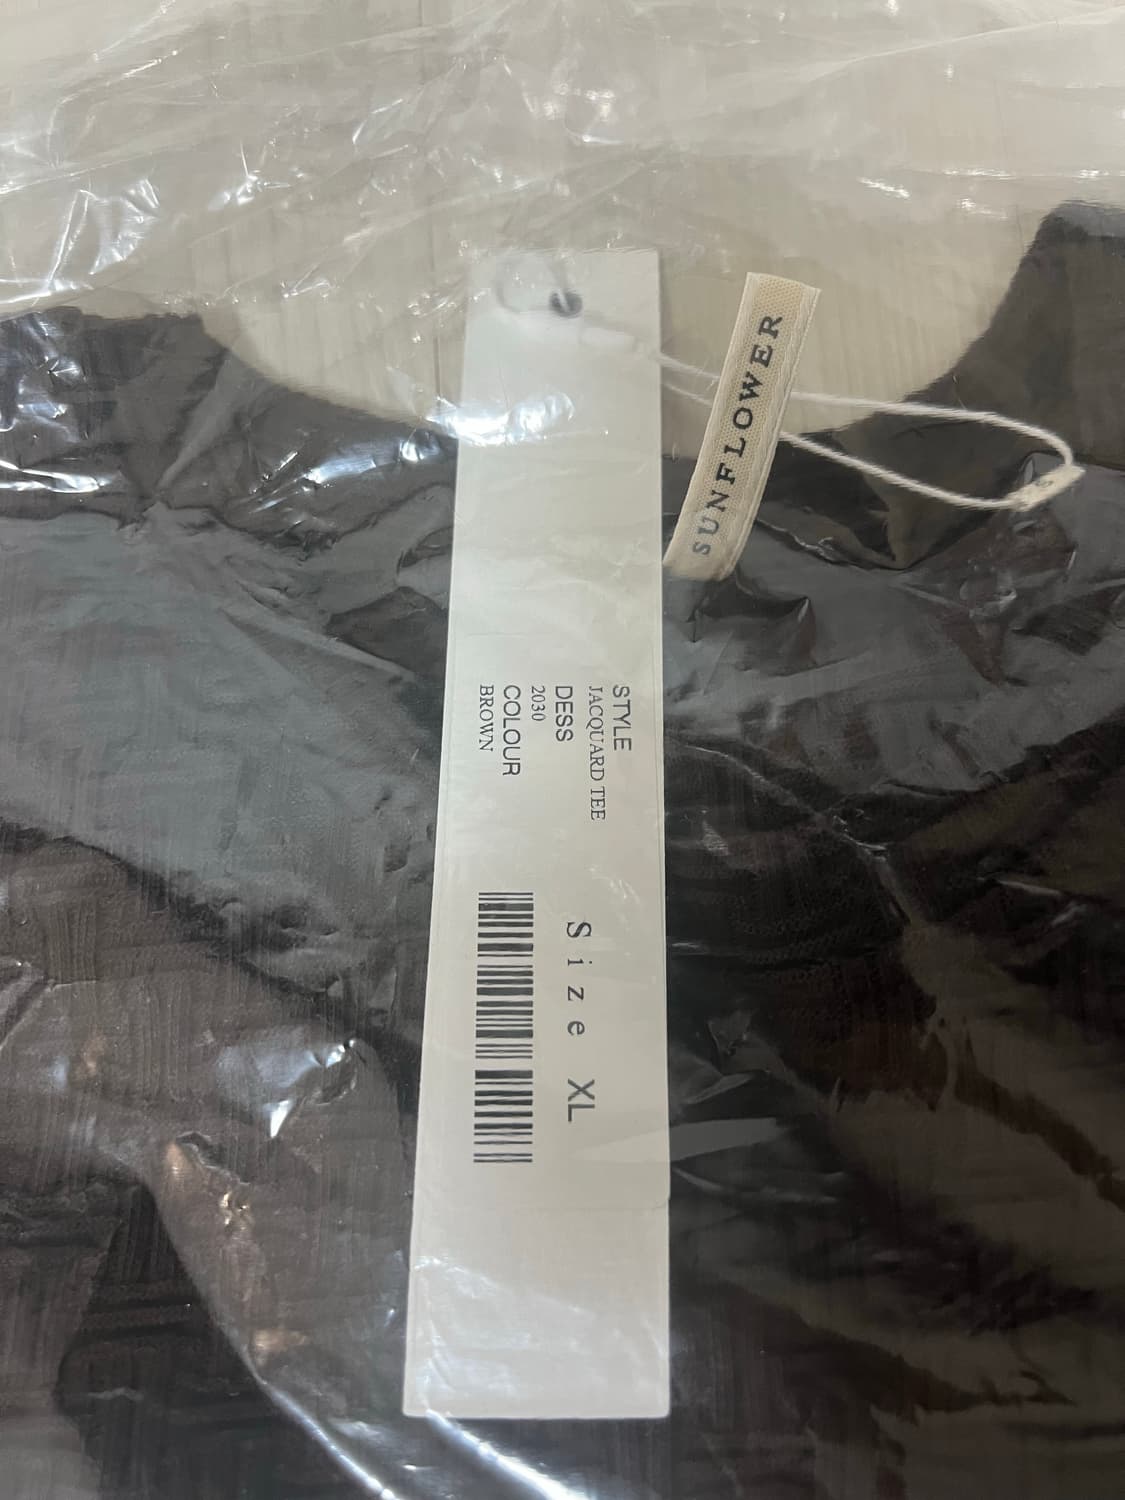 SUNFLOWER
STYLE
JACQUARD TEE
DESS
2030
COLOUR
BROWN
Size XL